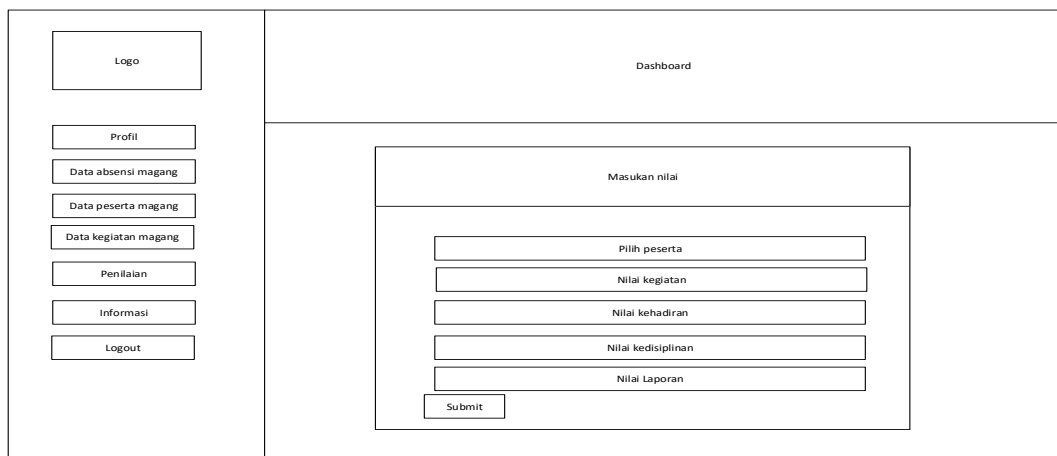 Logo
Dashboard
Profil
Data absensi magang
Data peserta magang
Data kegiatan magang
Penilaian
Informasi
Logout
Masukan nilai
Pilih peserta
Nilai kegiatan
Nilai kehadiran
Nilai kedisiplinan
Nilai Laporan
Submit